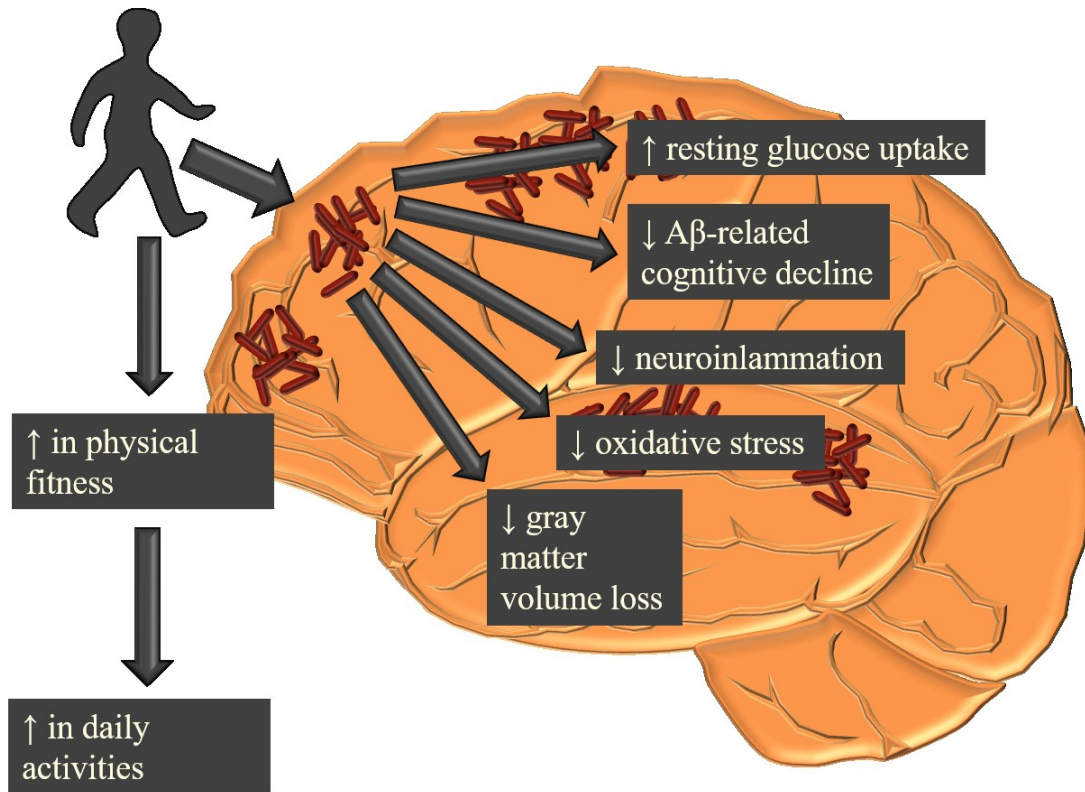 ↑ resting glucose uptake
↓ Aβ-related
cognitive decline
↓ neuroinlammation
↓ oxidative stress
↓ gray
matter
volume loss
↑ in physical
fitness
↑ in daily
activities